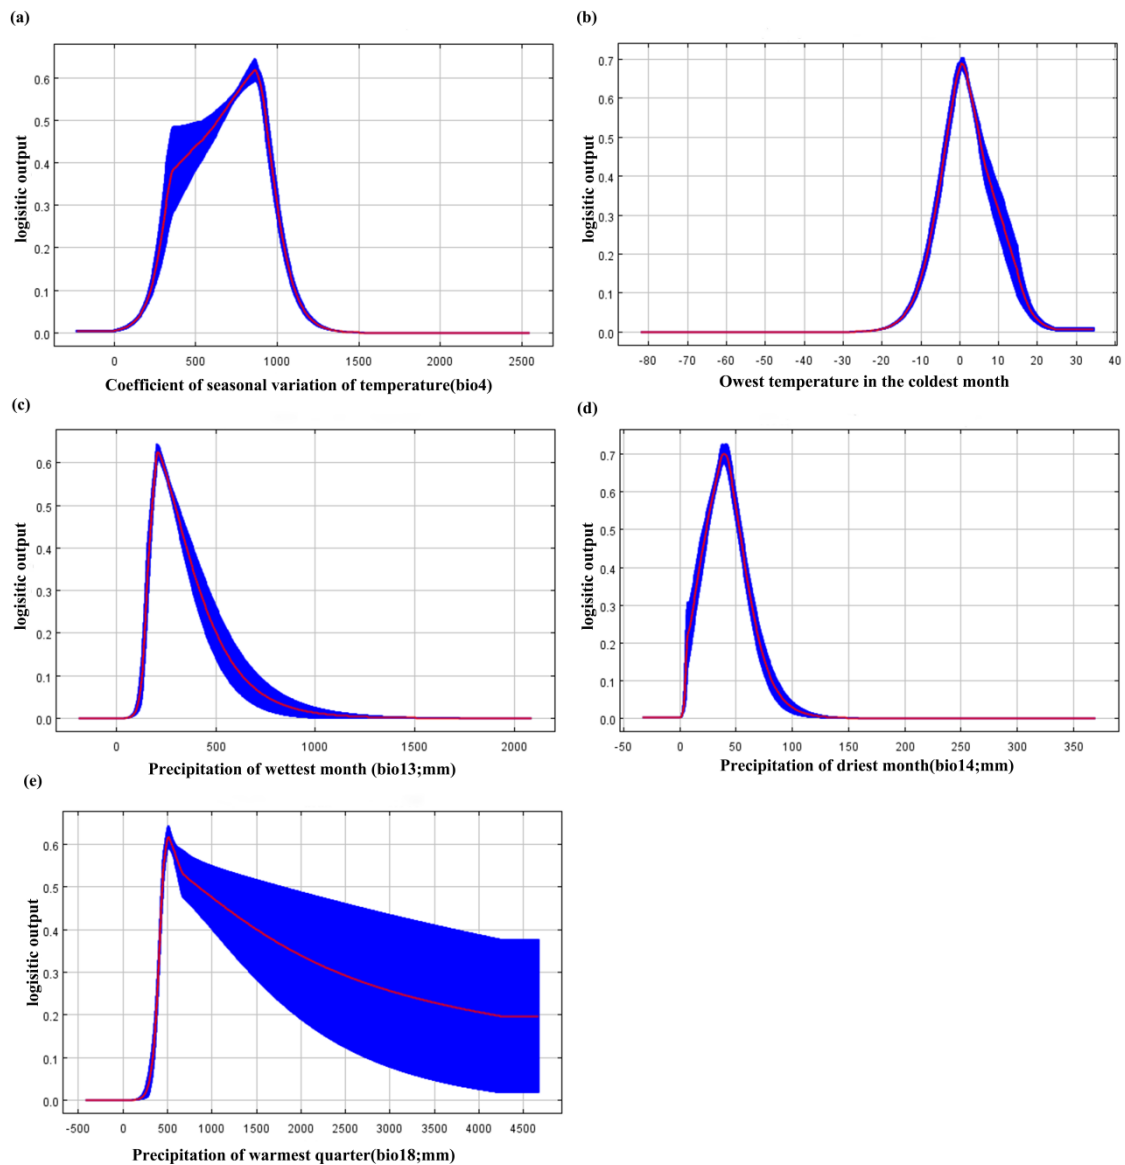 (a)
0.6
0.5
0.4
0.3
0.2
0.1
0.0
logisitic output
0 500 1000 1500 2000 2500
Coefficient of seasonal variation of temperature(bio4)
(b)
0.7
0.6
0.5
0.4
0.3
0.2
0.1
0.0
logisitic output
-80 -70 -60 -50 -40 -30 -20 -10 0 10 20 30 40
Owest temperature in the coldest month
(c)
0.6
0.5
0.4
0.3
0.2
0.1
0.0
logisitic output
0 500 1000 1500 2000
Precipitation of wettest month (bio13;mm)
(d)
0.7
0.6
0.5
0.4
0.3
0.2
0.1
0.0
logisitic output
-50 0 50 100 150 200 250 300 350
Precipitation of driest month(bio14;mm)
(e)
0.6
0.5
0.4
0.3
0.2
0.1
0.0
logisitic output
-500 0 500 1000 1500 2000 2500 3000 3500 4000 4500
Precipitation of warmest quarter(bio18;mm)